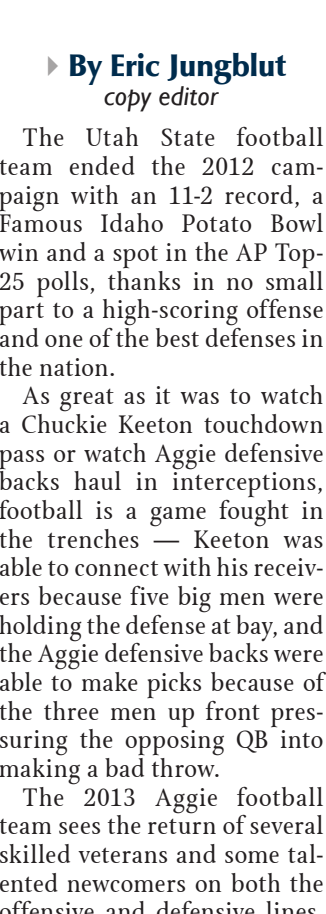 By Eric Jungblut
copy editor
The Utah State football
team ended the 2012 cam-
paign with an 11-2 record, a
Famous Idaho Potato Bowl
win and a spot in the AP Top-
25 polls, thanks in no small
part to a high-scoring offense
and one of the best defenses in
the nation.
As great as it was to watch
a Chuckie Keeton touchdown
pass or watch Aggie defensive
backs haul in interceptions,
football is a game fought in
the trenches — Keeton was
able to connect with his receiv-
ers because five big men were
holding the defense at bay, and
the Aggie defensive backs were
able to make picks because of
the three men up front pres-
suring the opposing QB into
making a bad throw.
The 2013 Aggie football
team sees the return of several
skilled veterans and some tal-
ented newcomers on both the
offensive and defensive lines.